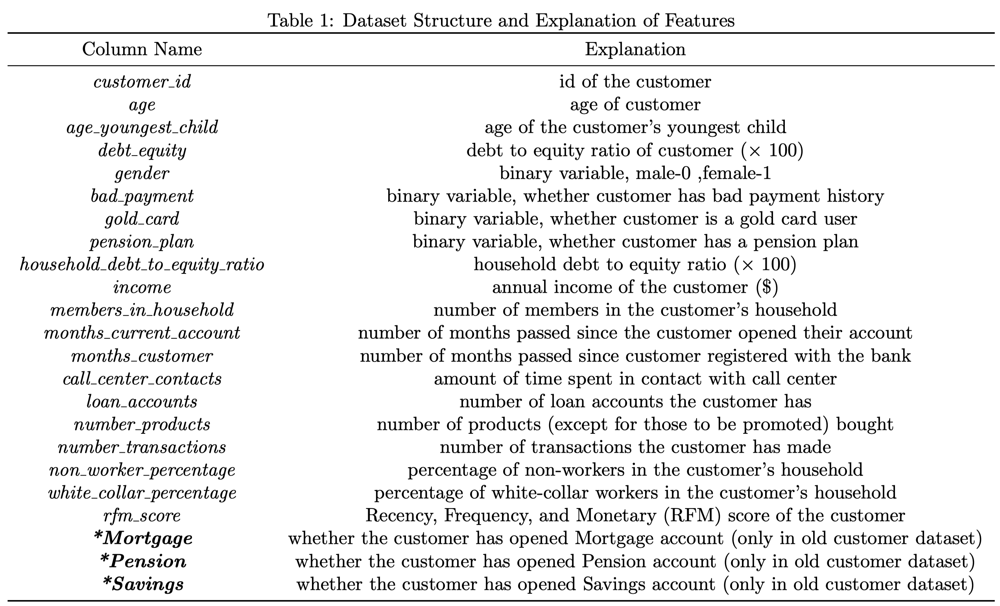 Table 1: Dataset Structure and Explanation of Features
Column Name Explanation
customer_id id of the customer
age age of customer
age_youngest_child age of the customer's youngest child
debt_equity debt to equity ratio of customer (× 100)
gender binary variable, male-0 ,female-1
bad_payment binary variable, whether customer has bad payment history
gold_card binary variable, whether customer is a gold card user
pension_plan binary variable, whether customer has a pension plan
household_debt_to_equity_ratio household debt to equity ratio (× 100)
income annual income of the customer ($)
members_in_household number of members in the customer's household
months_current_account number of months passed since the customer opened their account
months_customer number of months passed since customer registered with the bank
call_center_contacts amount of time spent in contact with call center
loan_accounts number of loan accounts the customer has
number_products number of products (except for those to be promoted) bought
number_transactions number of transactions the customer has made
non_worker_percentage percentage of non-workers in the customer's household
white_collar_percentage percentage of white-collar workers in the customer's household
rfm_score Recency, Frequency, and Monetary (RFM) score of the customer
*Mortgage whether the customer has opened Mortgage account (only in old customer dataset)
*Pension whether the customer has opened Pension account (only in old customer dataset)
*Savings whether the customer has opened Savings account (only in old customer dataset)